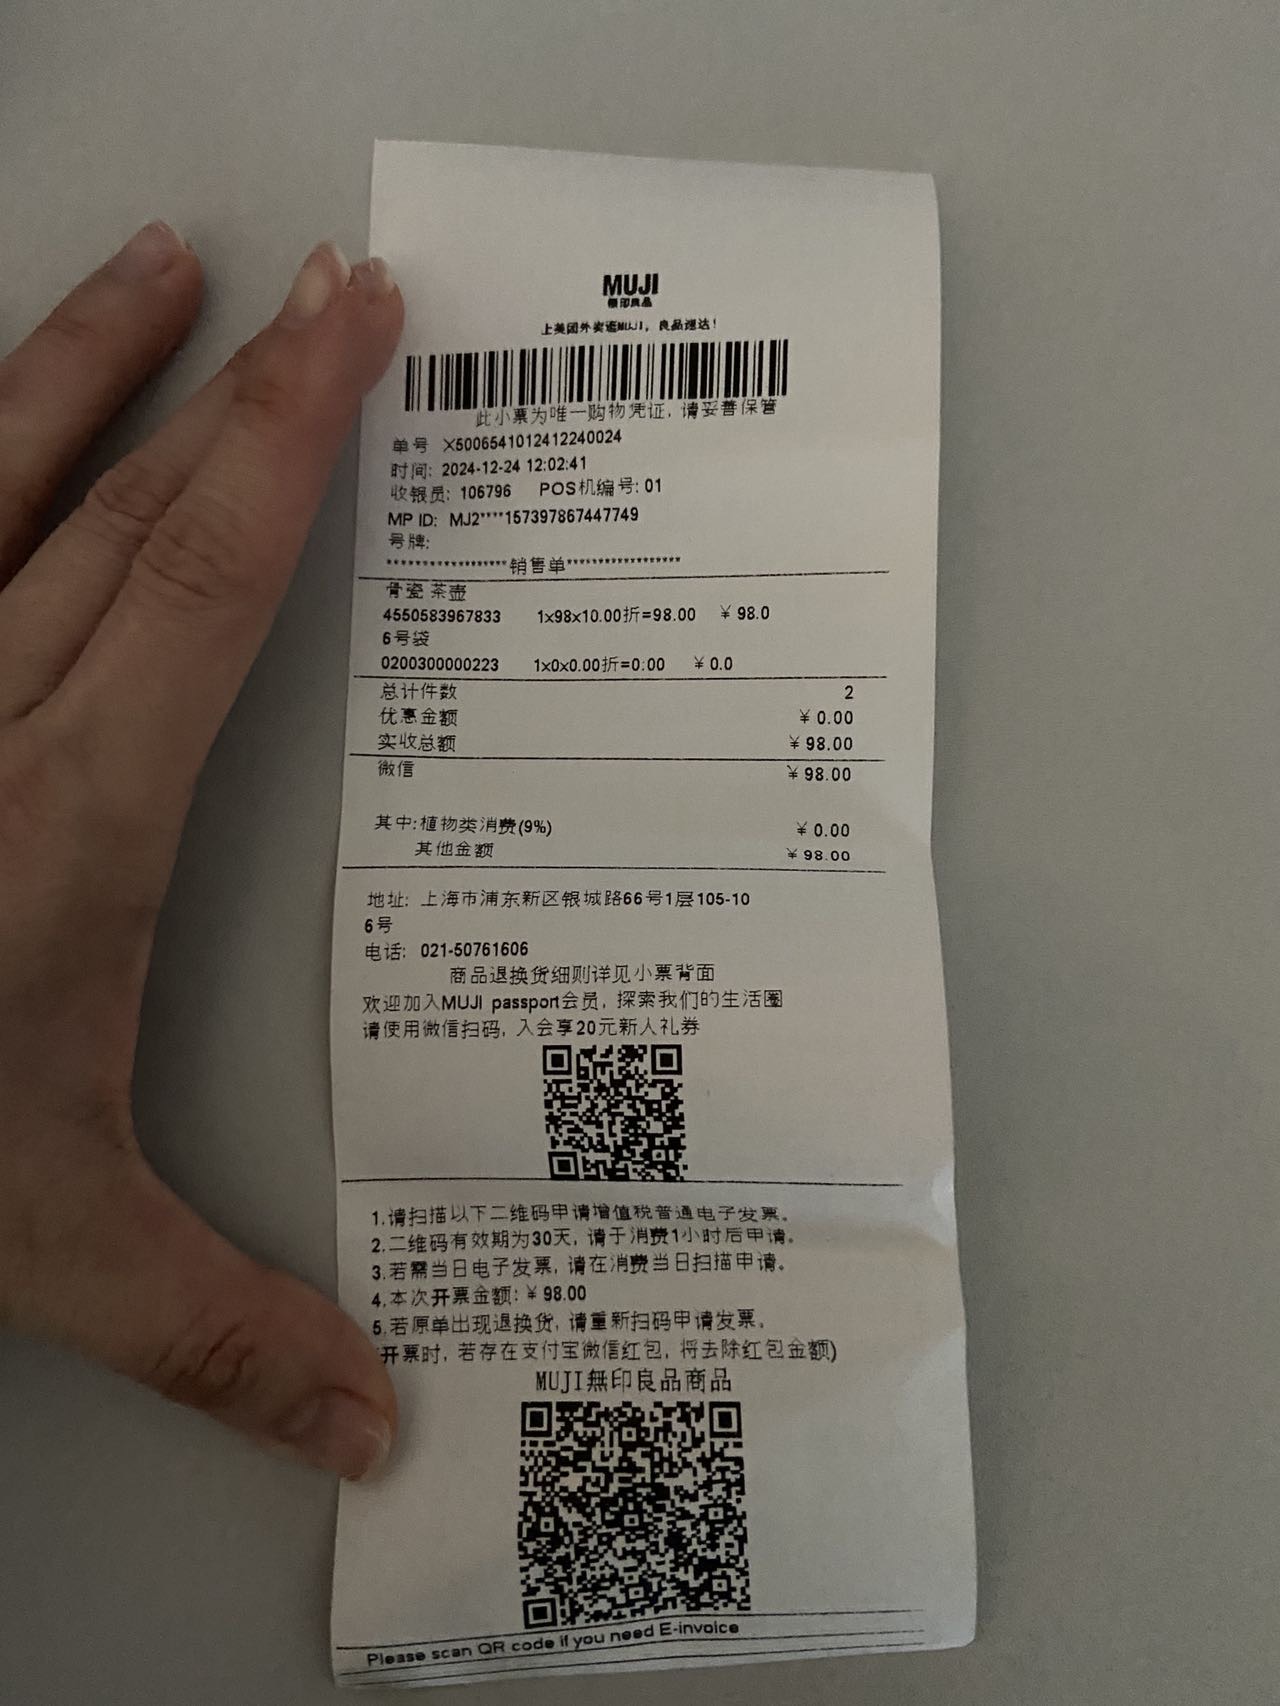 MUJI
無印良品
上美团外卖逛MUJI，良品速达！
此小票为唯一购物凭证，请妥善保管
单号 X5006541012412240024
时间: 2024-12-24 12:02:41
收银员: 106796 POS机编号: 01
MP ID: MJ2****157397867447749
号牌:
******************销售单******************
骨瓷 茶壶
4550583967833 1x98x10.00折=98.00 ¥ 98.0
6号袋
0200300000223 1x0x0.00折=0.00 ¥ 0.0
总计件数 2
优惠金额 ¥ 0.00
实收总额 ¥ 98.00
微信 ¥ 98.00
其中:植物类消费(9%) ¥ 0.00
其他金额 ¥ 98.00
地址: 上海市浦东新区银城路66号1层105-10
6号
电话: 021-50761606
商品退换货细则详见小票背面
欢迎加入MUJI passport会员, 探索我们的生活圈
请使用微信扫码, 入会享20元新人礼券
1.请扫描以下二维码申请增值税普通电子发票。
2.二维码有效期为30天, 请于消费1小时后申请。
3.若需当日电子发票, 请在消费当日扫描申请。
4.本次开票金额: ¥ 98.00
5.若原单出现退换货, 请重新扫码申请发票。
开票时, 若存在支付宝微信红包, 将去除红包金额)
MUJI無印良品商品
Please scan QR code if you need E-invoice